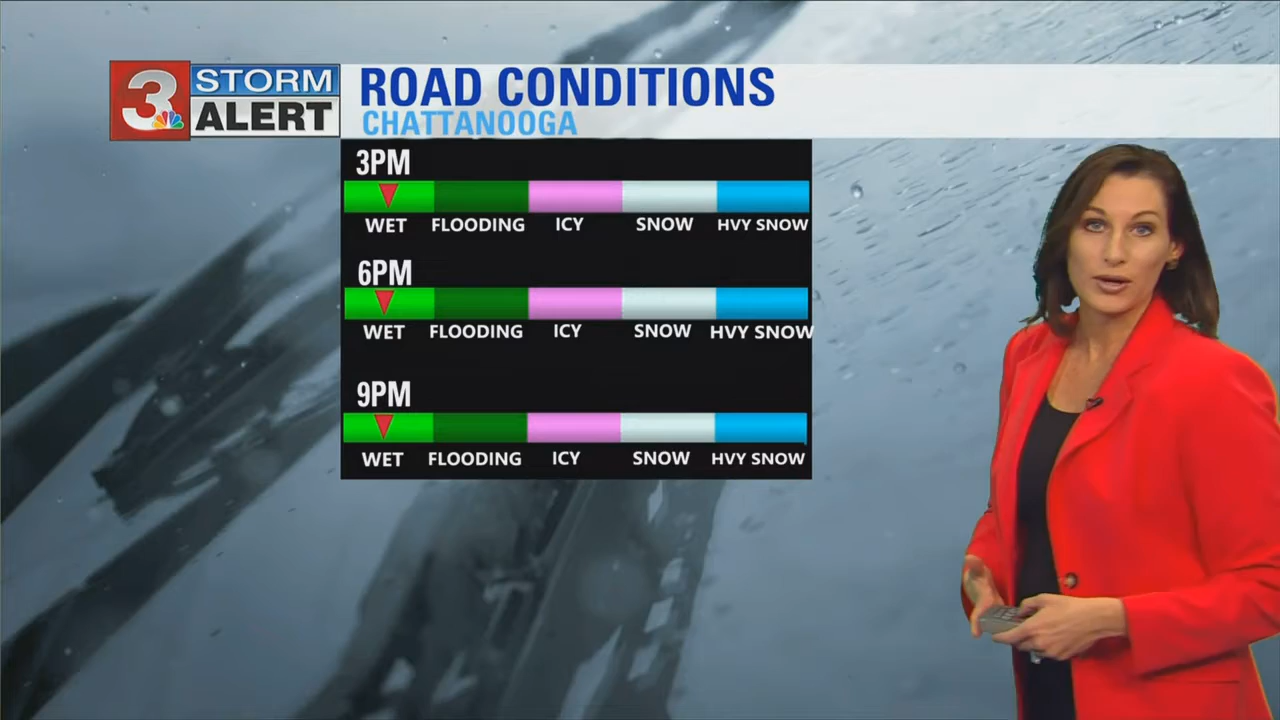 3 STORM ALERT
ROAD CONDITIONS
CHATTANOOGA
3PM
WET FLOODING ICY SNOW HVY SNOW
6PM
WET FLOODING ICY SNOW HVY SNOW
9PM
WET FLOODING ICY SNOW HVY SNOW